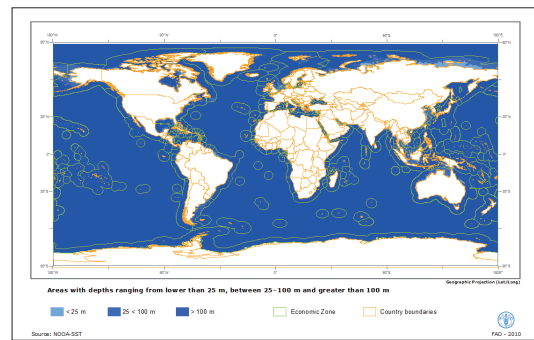 Geographic Projection (Lat/Long)
Areas with depths ranging from lower than 25 m, between 25–100 m and greater than 100 m
< 25 m
25 < 100 m
> 100 m
Economic Zone
Country boundaries
Source: NOOA-SST
FAO - 2010